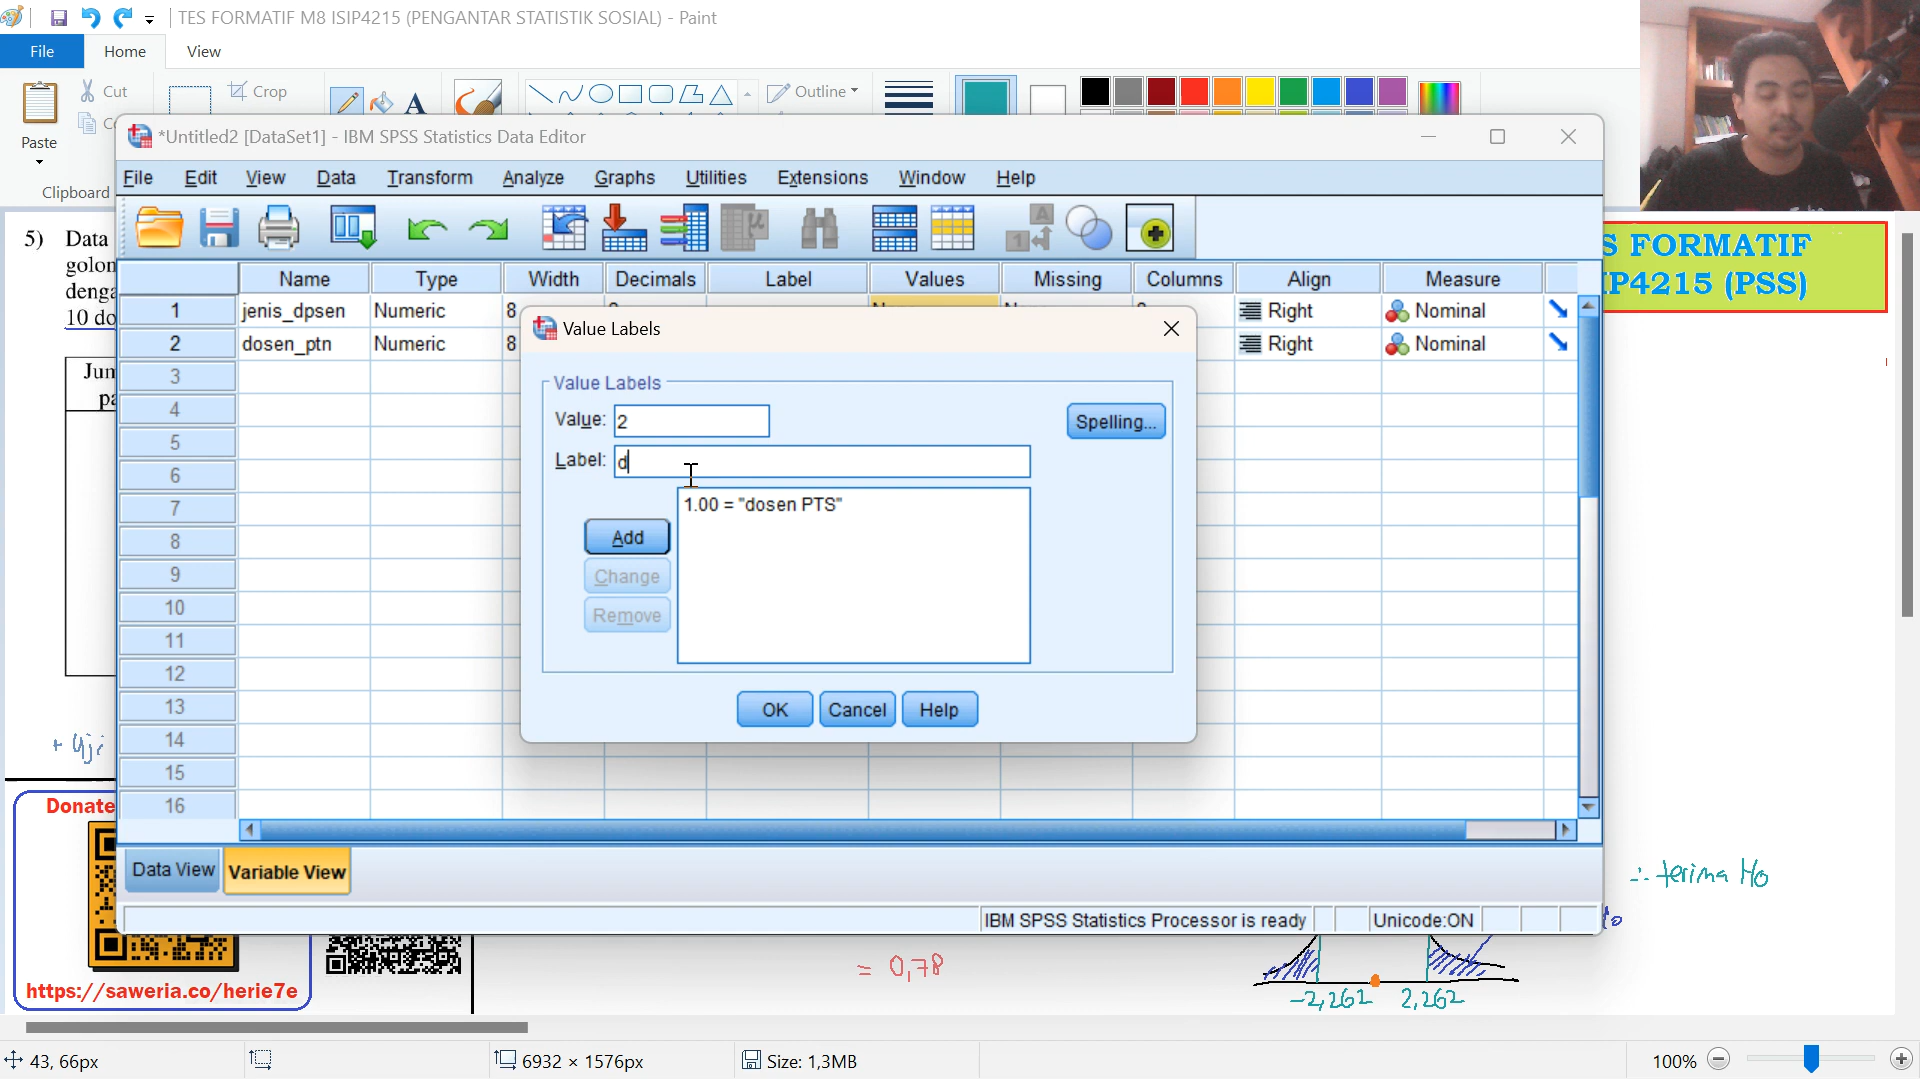 TES FORMATIF M8 ISIP4215 (PENGANTAR STATISTIK SOSIAL) - Paint
File Home View
Cut
Crop
Outline
Paste
Clipboard
*Untitled2 [DataSet1] - IBM SPSS Statistics Data Editor
File Edit View Data Transform Analyze Graphs Utilities Extensions Window Help
S FORMATIF
IP4215 (PSS)
5) Data
golon
denga
10 do
Jum
pa
Name Type Width Decimals Label Values Missing Columns Align Measure
1 jenis_dpsen Numeric 8 Right Nominal
2 dosen_ptn Numeric 8 Right Nominal
3
4
5
6
7
8
9
10
11
12
13
14
15
16
Value Labels
Value Labels
Value: 2
Spelling...
Label: d
1.00 = "dosen PTS"
Add
Change
Remove
OK Cancel Help
+ Uji
Data View Variable View
IBM SPSS Statistics Processor is ready Unicode:ON
∴ terima Ho
Donate
https://saweria.co/herie7e
= 0,78
-2,262 2,262
43, 66px 6932 × 1576px Size: 1,3MB 100%